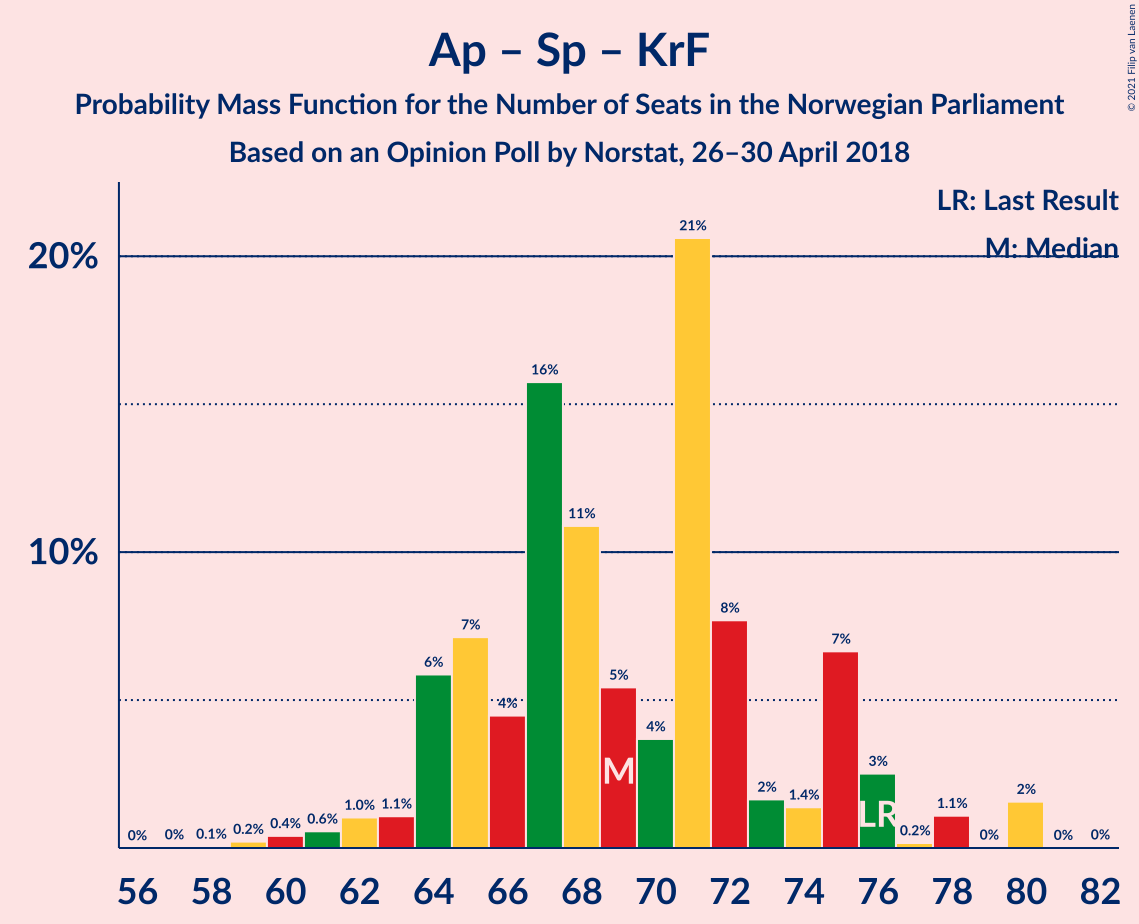 Ap – Sp – KrF
Probability Mass Function for the Number of Seats in the Norwegian Parliament
Based on an Opinion Poll by Norstat, 26–30 April 2018
© 2021 Filip van Laenen
LR: Last Result
M: Median
20%
10%
0% 0% 0.1% 0.2% 0.4% 0.6% 1.0% 1.1% 6% 7% 4% 16% 11% 5% 4% 21% 8% 2% 1.4% 7% 3% 0.2% 1.1% 0% 2% 0% 0%
M
LR
56 58 60 62 64 66 68 70 72 74 76 78 80 82